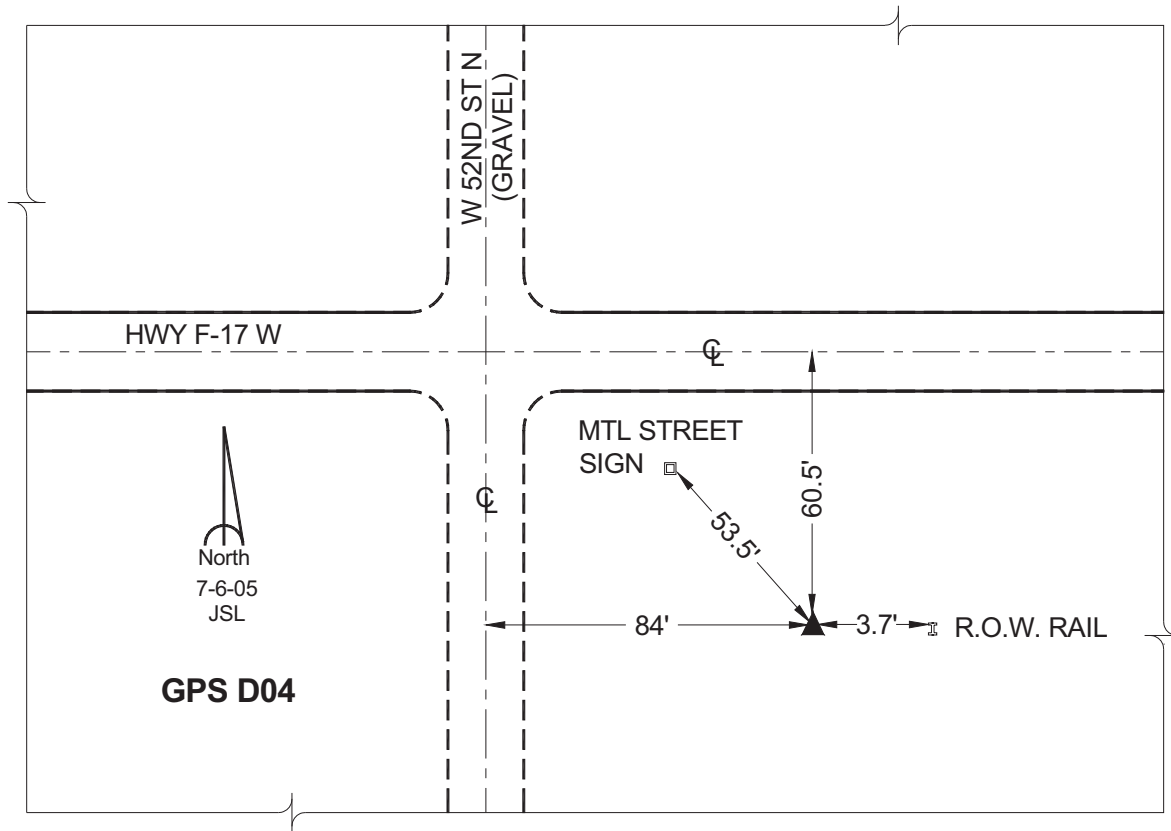 W 52ND ST N
(GRAVEL)
HWY F-17 W
℄
MTL STREET
SIGN
60.5'
53.5'
℄
North
7-6-05
JSL
84'
3.7'
R.O.W. RAIL
GPS D04